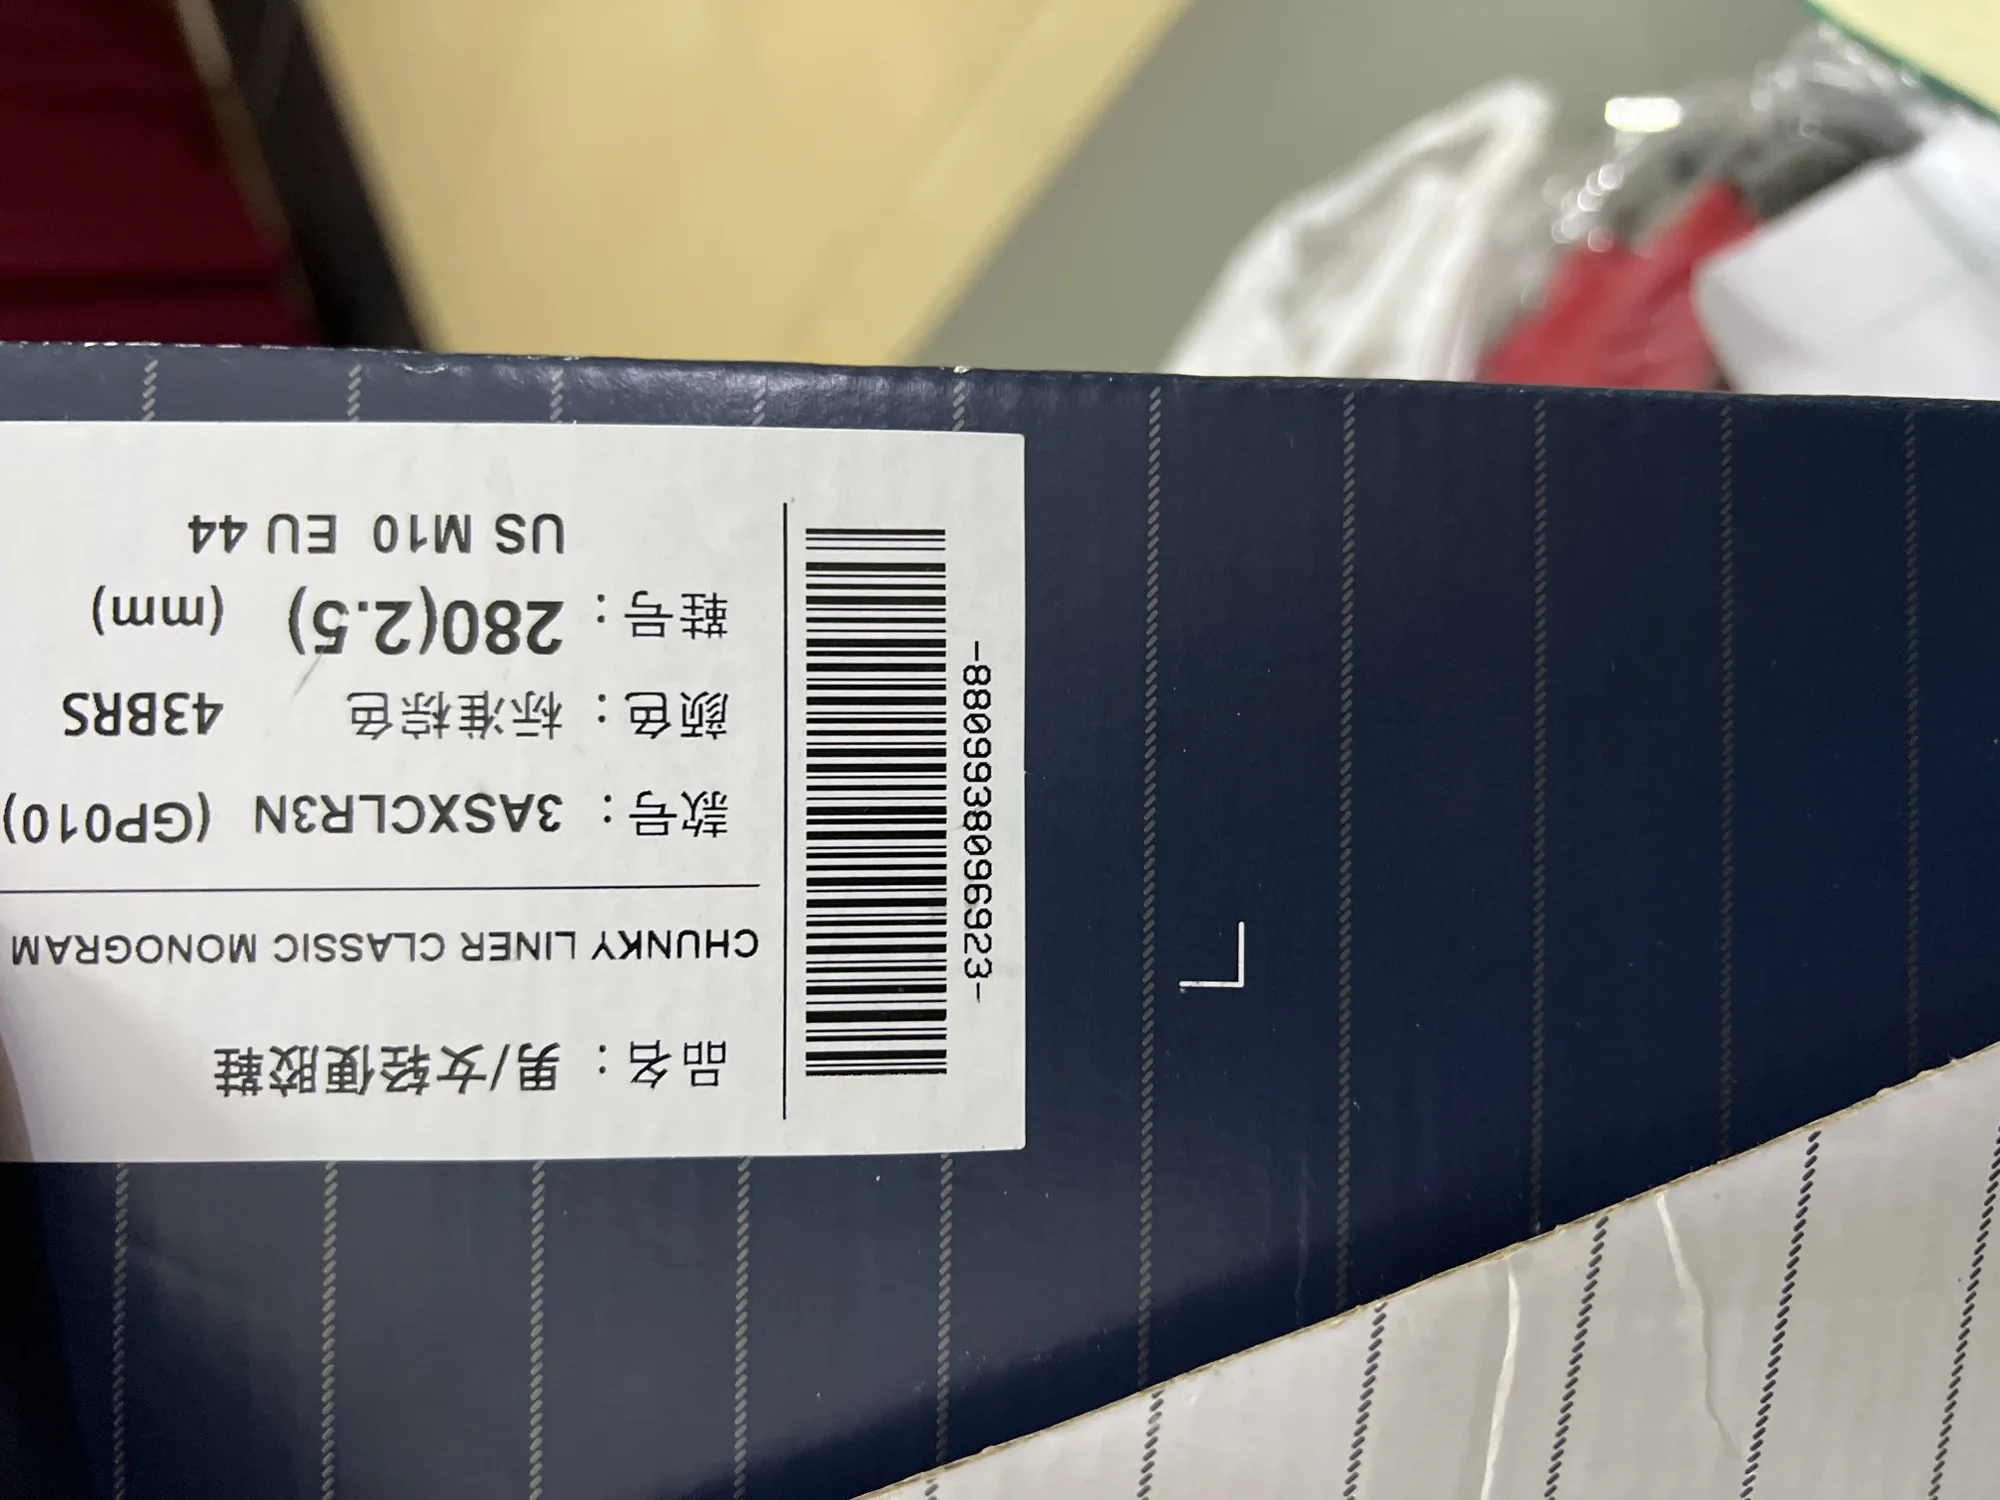 品名：男/女轻便胶鞋
CHUNKY LINER CLASSIC MONOGRAM
款号：3ASXCLR3N (GP010)
颜色：标准棕色 43BRS
鞋号：280(2.5) (mm)
US M10 EU 44
-8809938096923-